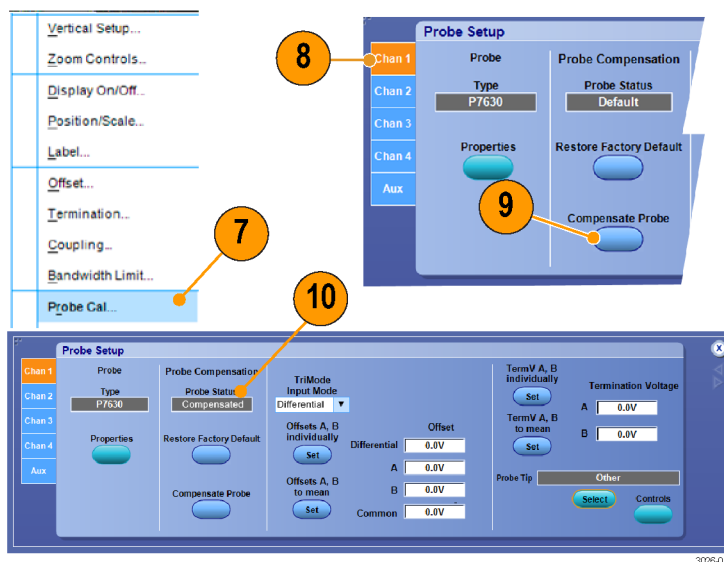 Vertical Setup...
Zoom Controls...
Display On/Off...
Position/Scale...
Label...
Offset...
Termination...
Coupling...
Bandwidth Limit...
Probe Cal...
7
8
Probe Setup
Chan 1
Chan 2
Chan 3
Chan 4
Aux
Probe
Type
P7630
Properties
Probe Compensation
Probe Status
Default
Restore Factory Default
Compensate Probe
9
10
Probe Setup
Chan 1
Chan 2
Chan 3
Chan 4
Aux
Probe
Type
P7630
Properties
Probe Compensation
Probe Status
Compensated
Restore Factory Default
Compensate Probe
TriMode
Input Mode
Differential
Offsets A, B
individually
Set
Offsets A, B
to mean
Set
Offset
Differential 0.0V
A 0.0V
B 0.0V
Common 0.0V
TermV A, B
individually
Set
TermV A, B
to mean
Set
Termination Voltage
A 0.0V
B 0.0V
Probe Tip Other
Select
Controls
X